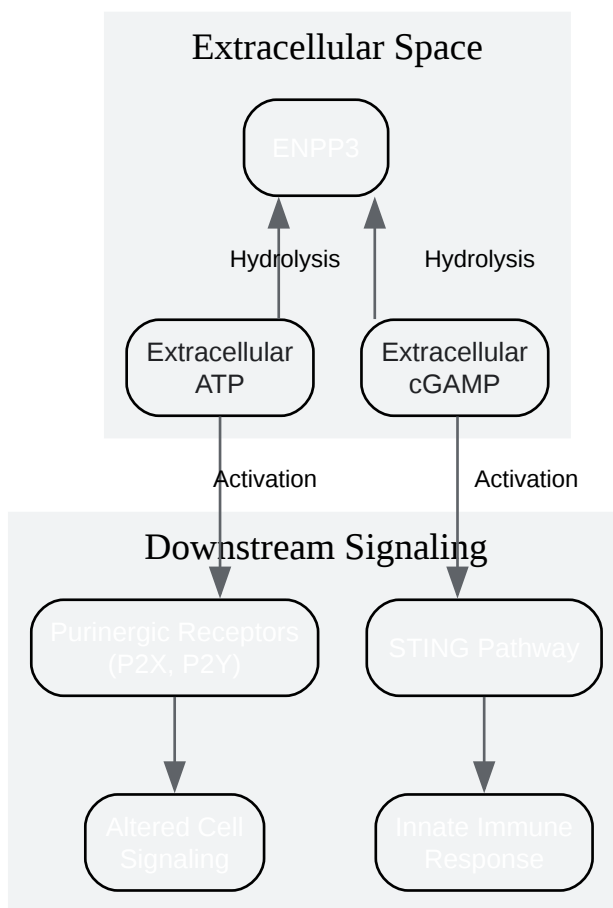 Extracellular Space
ENPP3
Hydrolysis
Hydrolysis
Extracellular
ATP
Extracellular
cGAMP
Activation
Activation
Downstream Signaling
Purinergic Receptors
(P2X, P2Y)
STING Pathway
Altered Cell
Signaling
Innate Immune
Response